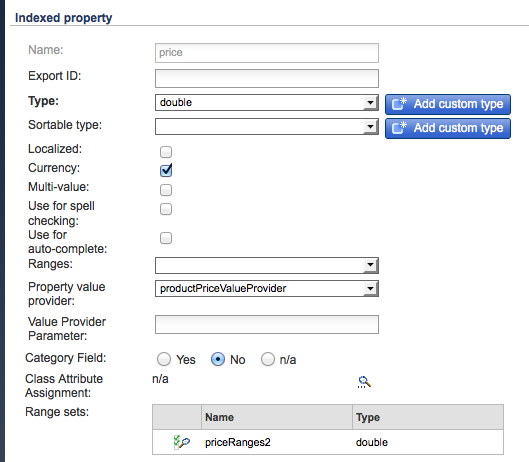 Indexed property
Name: price
Export ID:
Type: double Add custom type
Sortable type: Add custom type
Localized:
Currency:
Multi-value:
Use for spell
checking:
Use for
auto-complete:
Ranges:
Property value
provider: productPriceValueProvider
Value Provider
Parameter:
Category Field: Yes No n/a
Class Attribute
Assignment: n/a
Range sets: Name Type
priceRanges2 double